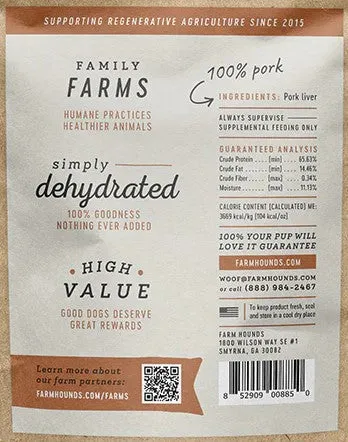 SUPPORTING REGENERATIVE AGRICULTURE SINCE 2015
FAMILY
FARMS
HUMANE PRACTICES
HEALTHIER ANIMALS
simply
dehydrated
100% GOODNESS
NOTHING EVER ADDED
HIGH
VALUE
GOOD DOGS DESERVE
GREAT REWARDS
Learn more about
our farm partners:
FARMHOUNDS.COM/FARMS
100% pork
INGREDIENTS: Pork liver
ALWAYS SUPERVISE
SUPPLEMENTAL FEEDING ONLY
GUARANTEED ANALYSIS
Crude Protein .... (min) .... 65.63%
Crude Fat ....... (min) .... 14.46%
Crude Fiber ..... (max) .... 0.34%
Moisture........ (max) .... 11.13%
CALORIE CONTENT (CALCULATED) ME:
3669 kcal/kg (104 kcal/oz)
100% YOUR PUP WILL
LOVE IT GUARANTEE
FARMHOUNDS.COM
WOOF@FARMHOUNDS.COM
or call (888) 984-2467
To keep product fresh, seal
and store in a cool dry place
FARM HOUNDS
1800 WILSON WAY SE #1
SMYRNA, GA 30082
8 52909 00885 0